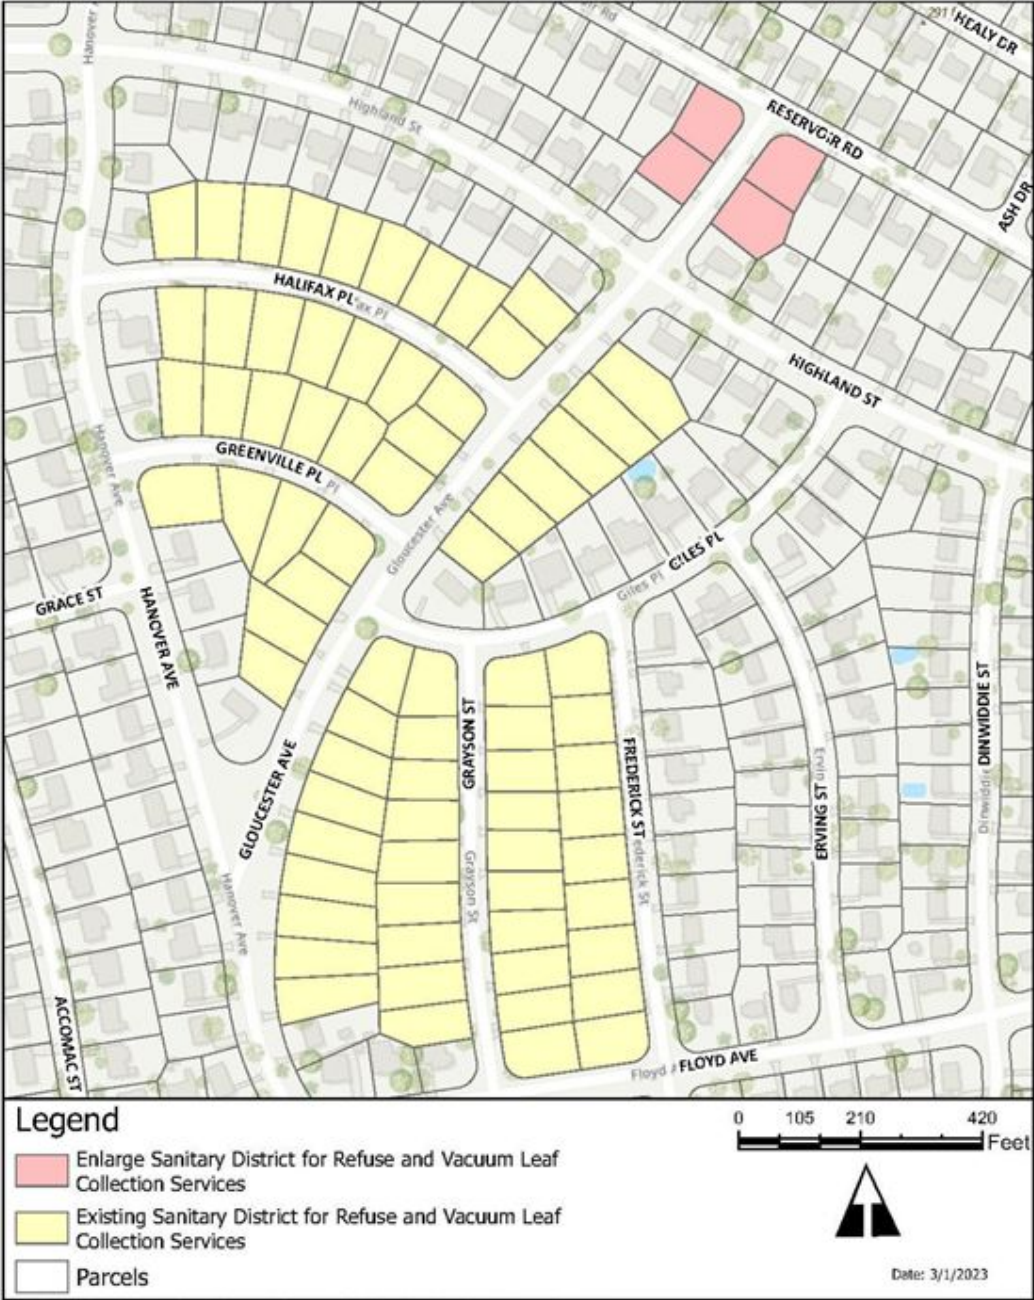 Hanover A
oir Rd
291
HEALY DR
Highland St
RESERVOIR RD
ASH DR
HALIFAX PL
ax Pl
HIGHLAND ST
Hanover Ave
GREENVILLE PL
Pl
Gloucester Ave
GILES PL
Giles Pl
GRACE ST
HANOVER AVE
GRAYSON ST
DINWIDDIE ST
Dinwiddie
FREDERICK ST
ederick St
GLOUCESTER AVE
Ervin
ERVING ST
Grayson St
Hanover Ave
ACCOMAC ST
Floyd A
FLOYD AVE
Legend
Enlarge Sanitary District for Refuse and Vacuum Leaf
Collection Services
Existing Sanitary District for Refuse and Vacuum Leaf
Collection Services
Parcels
0 105 210 420
Feet
Date: 3/1/2023